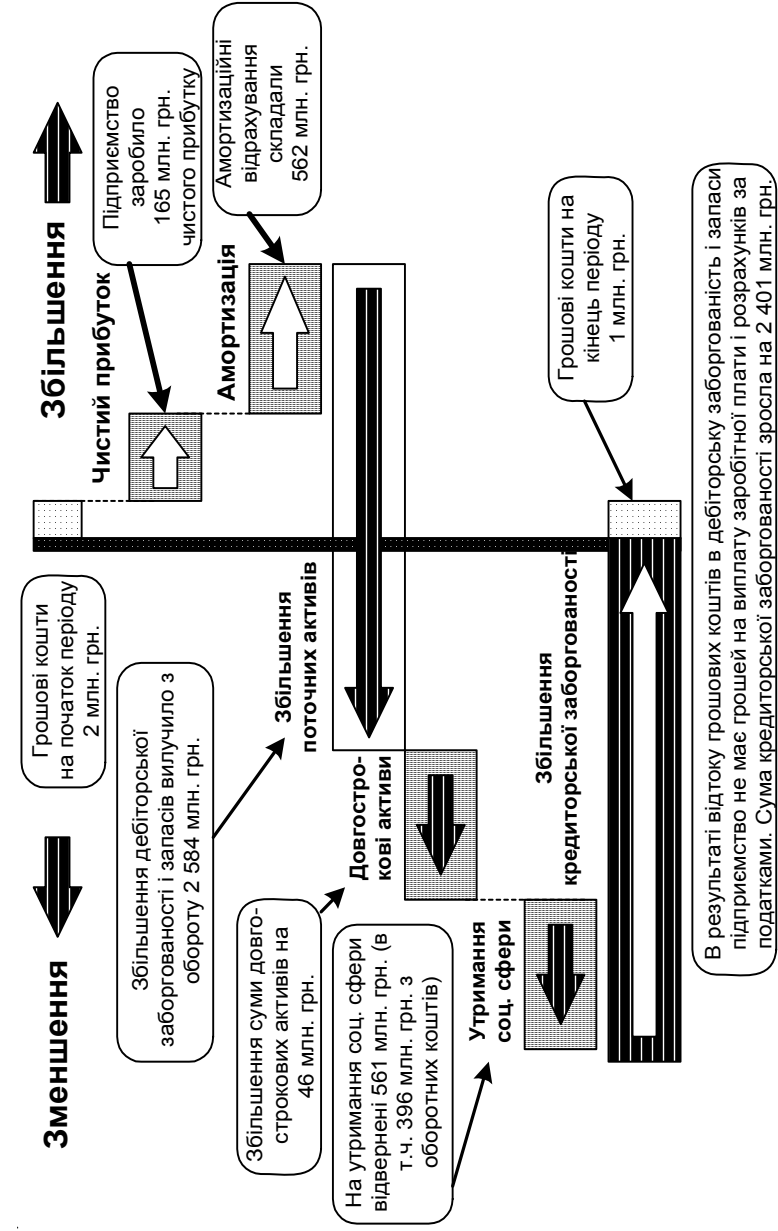 Зменшення
Збільшення
Грошові кошти
на початок періоду
2 млн. грн.
Чистий прибуток
Підприємство
заробило
165 млн. грн.
чистого прибутку
Амортизація
Амортизаційні
відрахування
складали
562 млн. грн.
Збільшення дебіторської
заборгованості і запасів вилучило з
обороту 2 584 млн. грн.
Збільшення
поточних активів
Збільшення суми довго-
строкових активів на
46 млн. грн.
Довгостро-
кові активи
На утримання соц. сфери
відвернені 561 млн. грн. (в
т.ч. 396 млн. грн. з
оборотних коштів)
Утримання
соц. сфери
Збільшення
кредиторської заборгованості
Грошові кошти на
кінець періоду
1 млн. грн.
В результаті відтоку грошових коштів в дебіторську заборгованість і запаси
підприємство не має грошей на виплату заробітної плати і розрахунків за
податками. Сума кредиторської заборгованості зросла на 2 401 млн. грн.